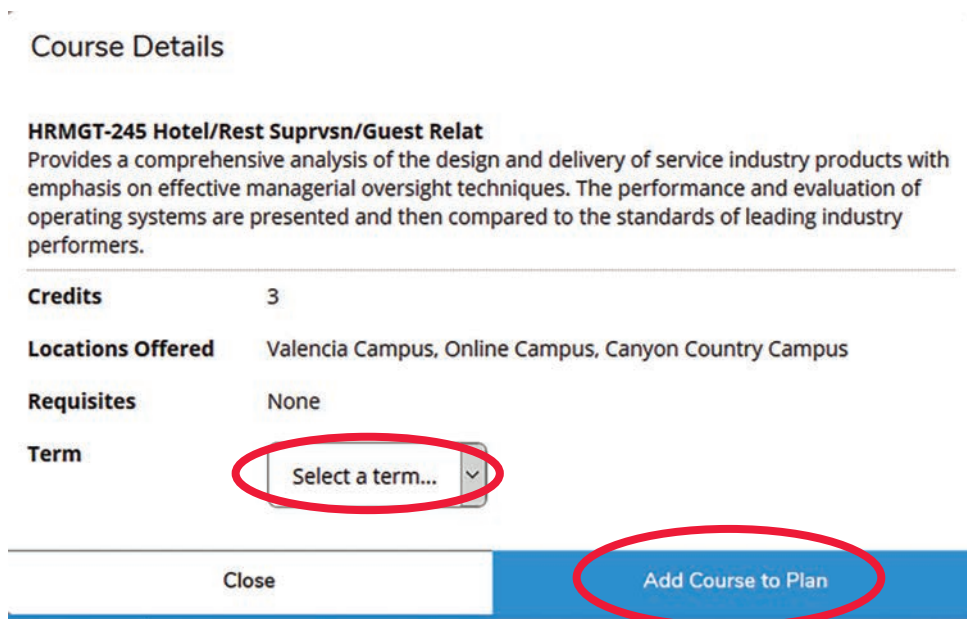 Course Details
HRMGT-245 Hotel/Rest Suprvsn/Guest Relat
Provides a comprehensive analysis of the design and delivery of service industry products with
emphasis on effective managerial oversight techniques. The performance and evaluation of
operating systems are presented and then compared to the standards of leading industry
performers.
Credits 3
Locations Offered Valencia Campus, Online Campus, Canyon Country Campus
Requisites None
Term Select a term...
Close Add Course to Plan